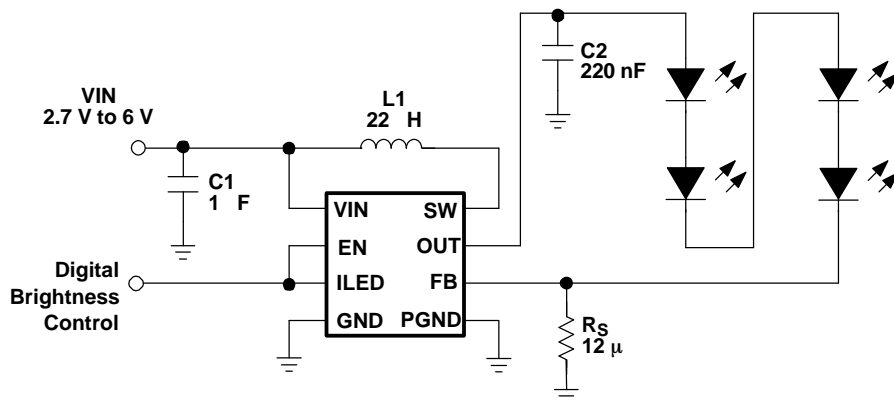 VIN
2.7 V to 6 V
L1
22 H
C1
1 F
C2
220 nF
VIN
SW
EN
OUT
ILED
FB
GND
PGND
Digital
Brightness
Control
RS
12 μ